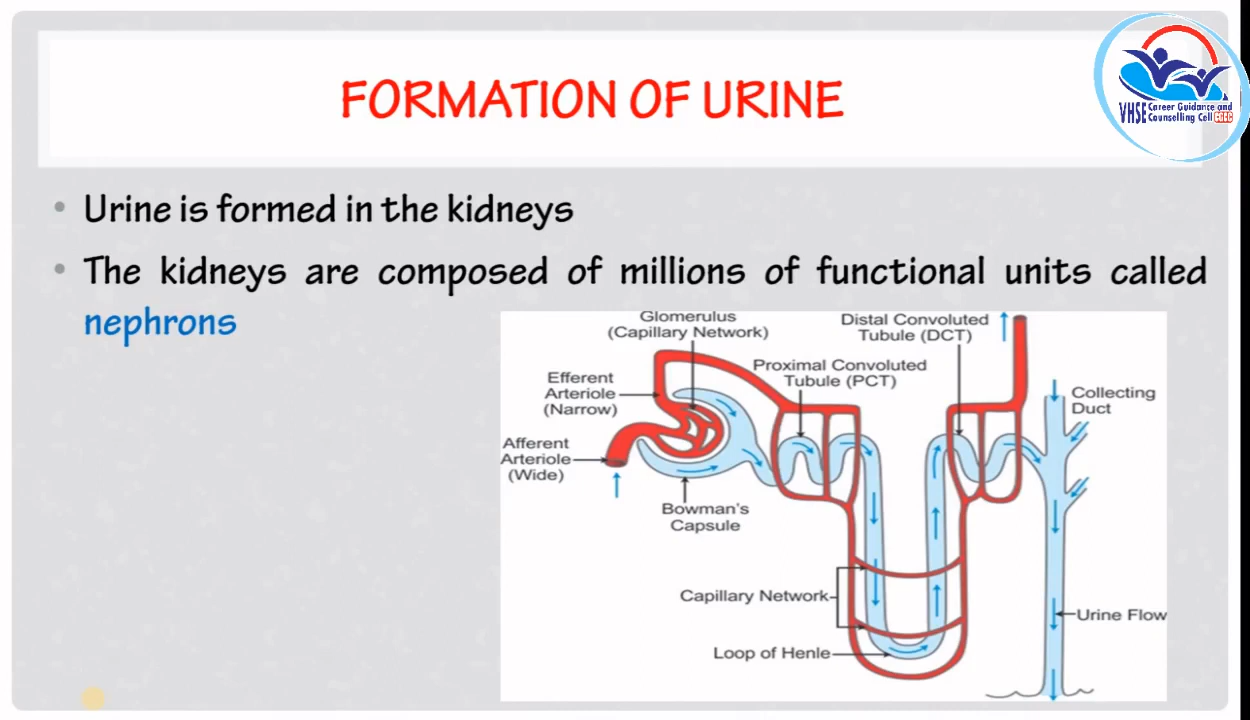 FORMATION OF URINE
VHSE Career Guidance and
Counselling Cell CGCC
• Urine is formed in the kidneys
• The kidneys are composed of millions of functional units called
nephrons
Glomerulus
(Capillary Network)
Distal Convoluted
Tubule (DCT)
Proximal Convoluted
Tubule (PCT)
Efferent
Arteriole
(Narrow)
Collecting
Duct
Afferent
Arteriole
(Wide)
Bowman's
Capsule
Capillary Network
Urine Flow
Loop of Henle